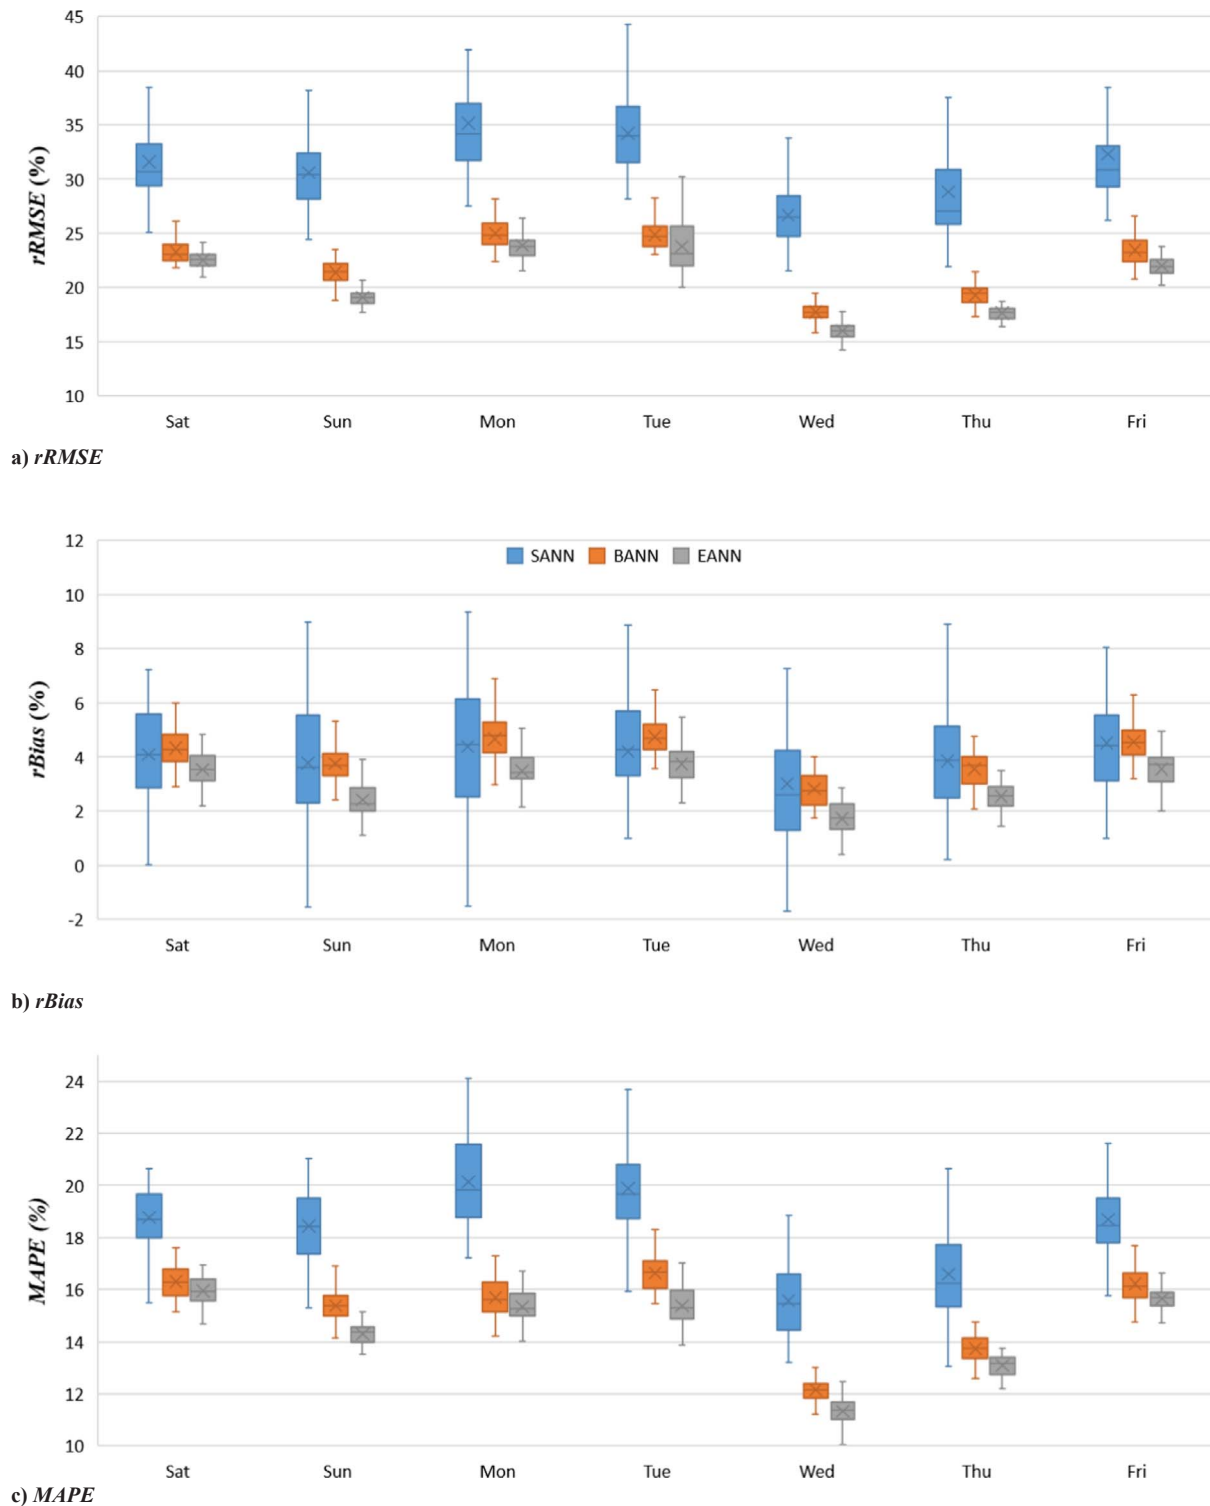 45
40
35
30
25
20
15
10
rRMSE (%)
Sat Sun Mon Tue Wed Thu Fri
a) rRMSE
12
10
8
6
4
2
0
-2
rBias (%)
SANN BANN EANN
Sat Sun Mon Tue Wed Thu Fri
b) rBias
24
22
20
18
16
14
12
10
MAPE (%)
Sat Sun Mon Tue Wed Thu Fri
c) MAPE